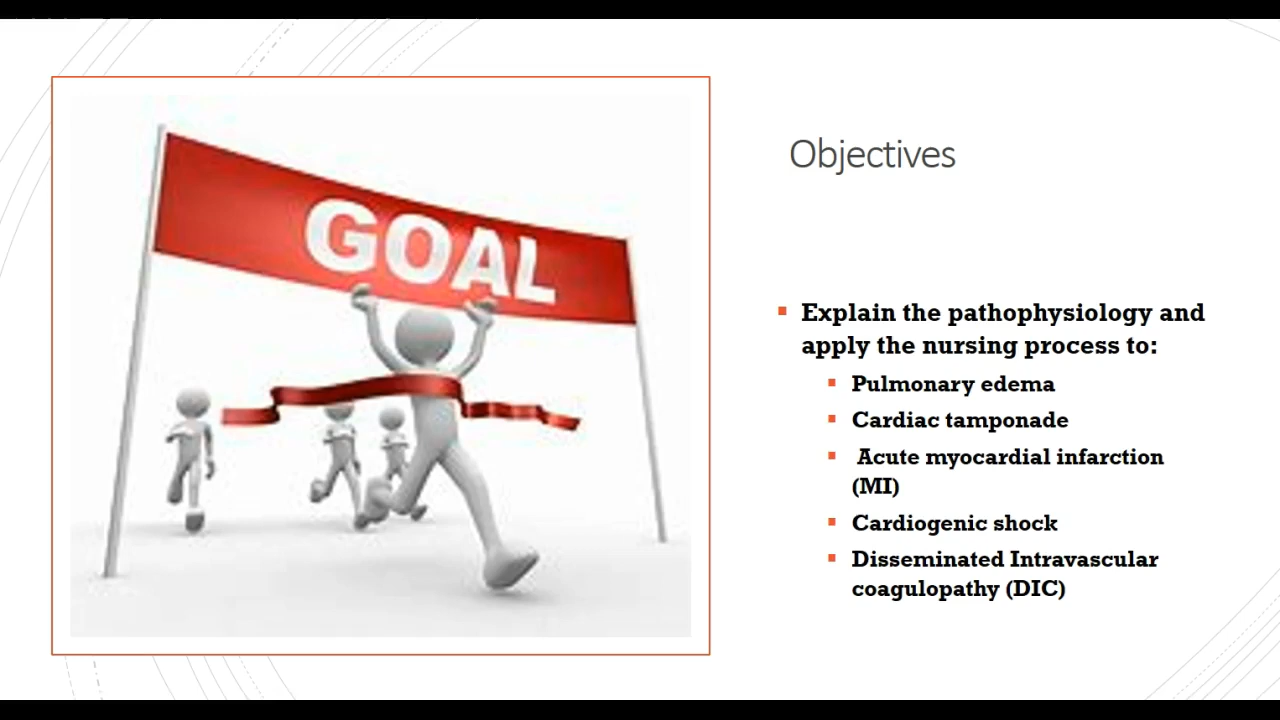 GOAL
Objectives
Explain the pathophysiology and
apply the nursing process to:
Pulmonary edema
Cardiac tamponade
Acute myocardial infarction
(MI)
Cardiogenic shock
Disseminated Intravascular
coagulopathy (DIC)